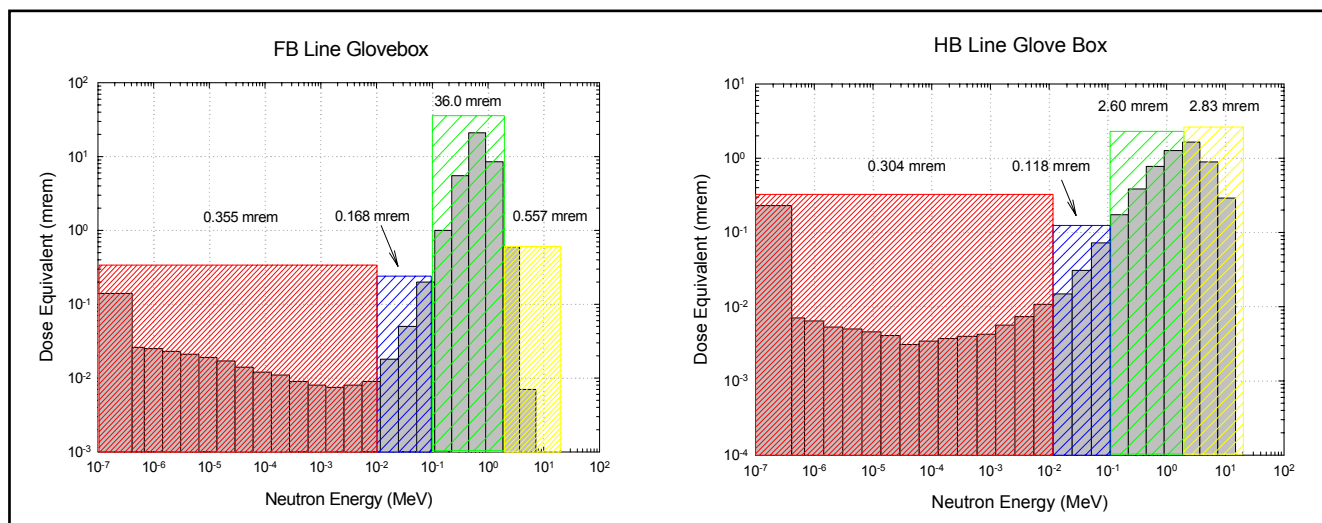 FB Line Glovebox
36.0 mrem
0.355 mrem
0.168 mrem
0.557 mrem
Dose Equivalent (mrem)
10²
10¹
10⁰
10⁻¹
10⁻²
10⁻³
10⁻⁷ 10⁻⁶ 10⁻⁵ 10⁻⁴ 10⁻³ 10⁻² 10⁻¹ 10⁰ 10¹ 10²
Neutron Energy (MeV)
HB Line Glove Box
2.60 mrem
2.83 mrem
0.304 mrem
0.118 mrem
Dose Equivalent (mrem)
10¹
10⁰
10⁻¹
10⁻²
10⁻³
10⁻⁴
10⁻⁷ 10⁻⁶ 10⁻⁵ 10⁻⁴ 10⁻³ 10⁻² 10⁻¹ 10⁰ 10¹ 10²
Neutron Energy (MeV)